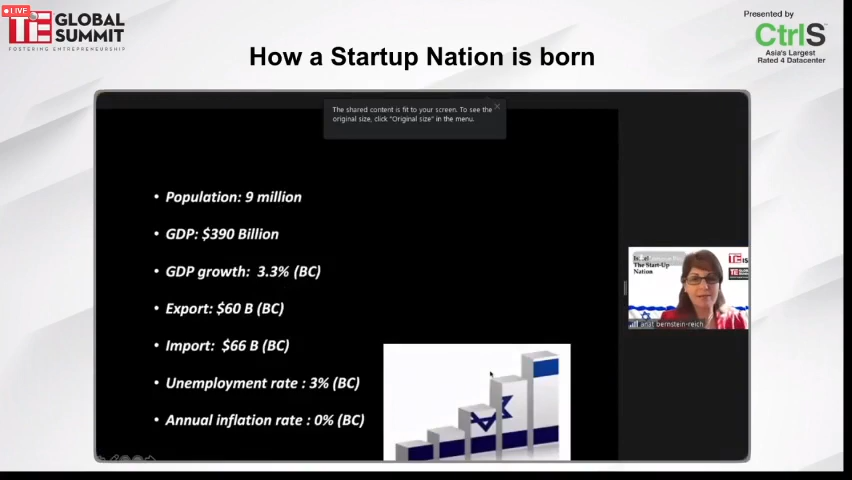 LIVE
TiE GLOBAL
SUMMIT
FOSTERING ENTREPRENEURSHIP
Presented by
CtrlS
Asia's Largest
Rated 4 Datacenter
How a Startup Nation is born
The shared content is fit to your screen. To see the
original size, click "Original size" in the menu.
• Population: 9 million
• GDP: $390 Billion
• GDP growth: 3.3% (BC)
• Export: $60 B (BC)
• Import: $66 B (BC)
• Unemployment rate : 3% (BC)
• Annual inflation rate : 0% (BC)
The Start-Up
Nation
anat bernstein-reich